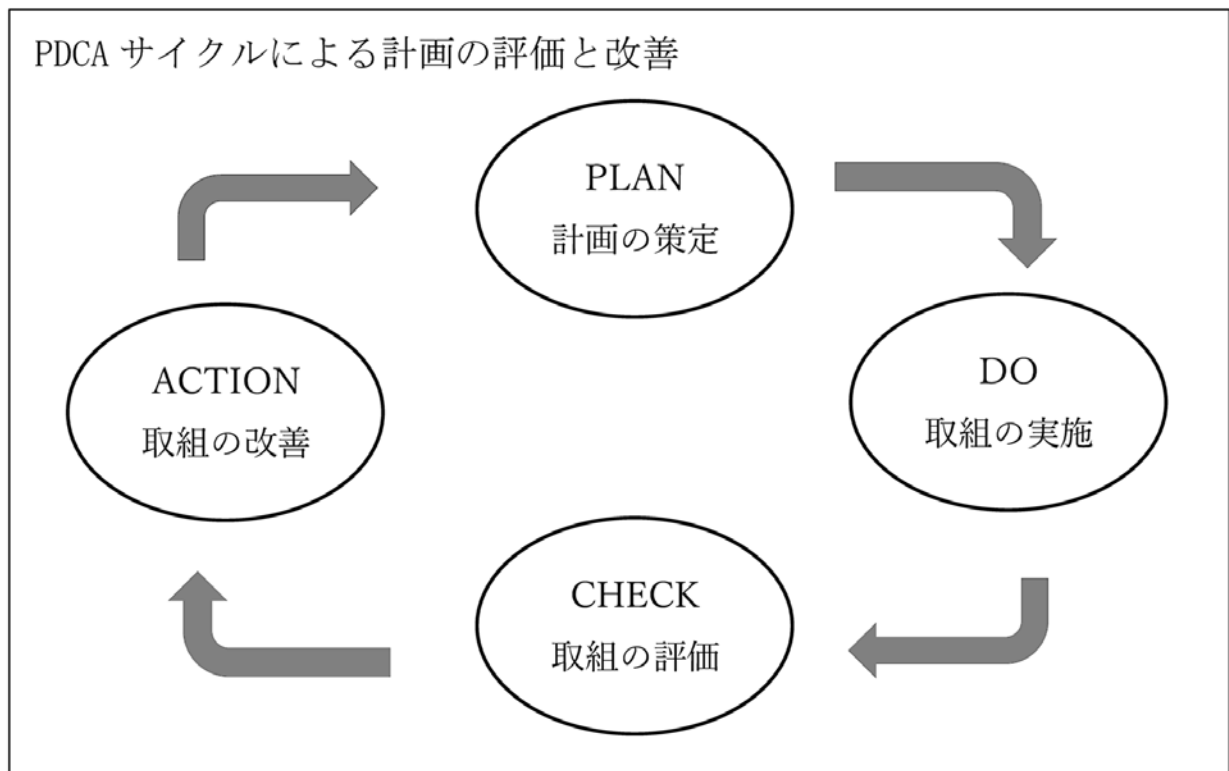 PDCA サイクルによる計画の評価と改善
PLAN
計画の策定
DO
取組の実施
CHECK
取組の評価
ACTION
取組の改善